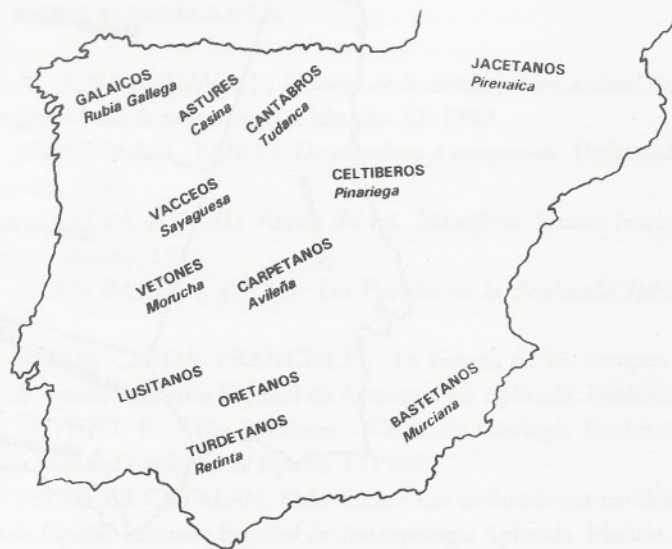 GALAICOS
Rubia Gallega
ASTURES
Casina
CANTABROS
Tudanca
JACETANOS
Pirenaica
CELTIBEROS
Pinariega
VACCEOS
Sayaguesa
VETONES
Morucha
CARPETANOS
Avileña
LUSITANOS
ORETANOS
TURDETANOS
Retinta
BASTETANOS
Murciana